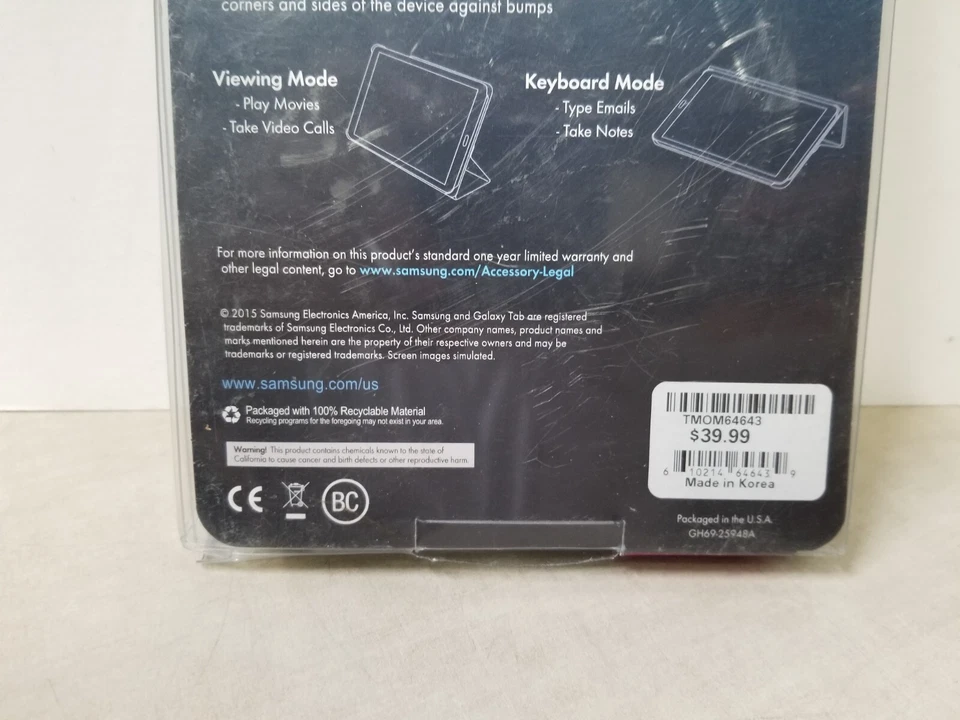 corners and sides of the device against bumps
Viewing Mode
- Play Movies
- Take Video Calls
Keyboard Mode
- Type Emails
- Take Notes
For more information on this product's standard one year limited warranty and
other legal content, go to www.samsung.com/Accessory-Legal
© 2015 Samsung Electronics America, Inc. Samsung and Galaxy Tab are registered
trademarks of Samsung Electronics Co., Ltd. Other company names, product names and
marks mentioned herein are the property of their respective owners and may be
trademarks or registered trademarks. Screen images simulated.
www.samsung.com/us
Packaged with 100% Recyclable Material
Recycling programs for the foregoing may not exist in your area.
Warning! This product contains chemicals known to the state of
California to cause cancer and birth defects or other reproductive harm.
CE
BC
TMOM64643
$39.99
6 10214 64643 9
Made in Korea
Packaged in the U.S.A.
GH69-25948A